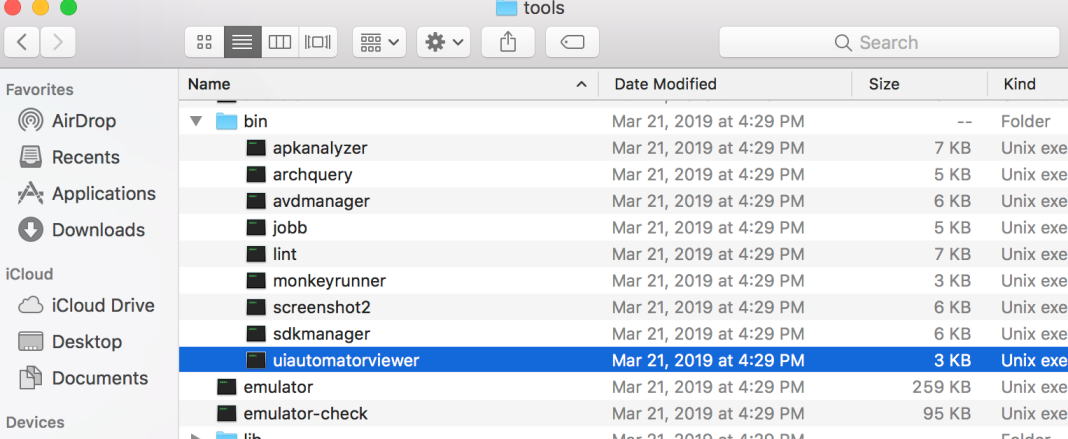 tools
Search
Favorites
AirDrop
Recents
Applications
Downloads
iCloud
iCloud Drive
Desktop
Documents
Devices
Name Date Modified Size Kind
bin Mar 21, 2019 at 4:29 PM -- Folder
apkanalyzer Mar 21, 2019 at 4:29 PM 7 KB Unix exe
archquery Mar 21, 2019 at 4:29 PM 5 KB Unix exe
avdmanager Mar 21, 2019 at 4:29 PM 6 KB Unix exe
jobb Mar 21, 2019 at 4:29 PM 5 KB Unix exe
lint Mar 21, 2019 at 4:29 PM 7 KB Unix exe
monkeyrunner Mar 21, 2019 at 4:29 PM 3 KB Unix exe
screenshot2 Mar 21, 2019 at 4:29 PM 6 KB Unix exe
sdkmanager Mar 21, 2019 at 4:29 PM 6 KB Unix exe
uiautomatorviewer Mar 21, 2019 at 4:29 PM 3 KB Unix exe
emulator Mar 21, 2019 at 4:29 PM 259 KB Unix exe
emulator-check Mar 21, 2019 at 4:29 PM 95 KB Unix exe